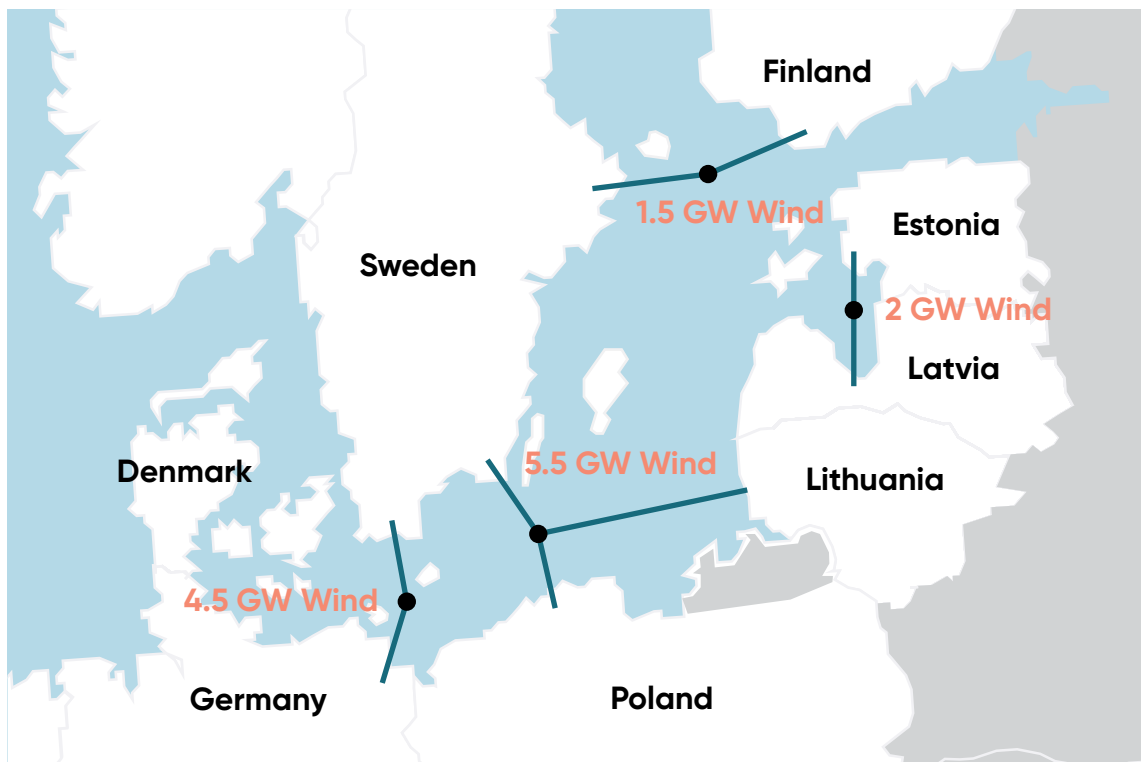 Finland
1.5 GW Wind
Estonia
Sweden
2 GW Wind
Latvia
Denmark
5.5 GW Wind
Lithuania
4.5 GW Wind
Germany
Poland